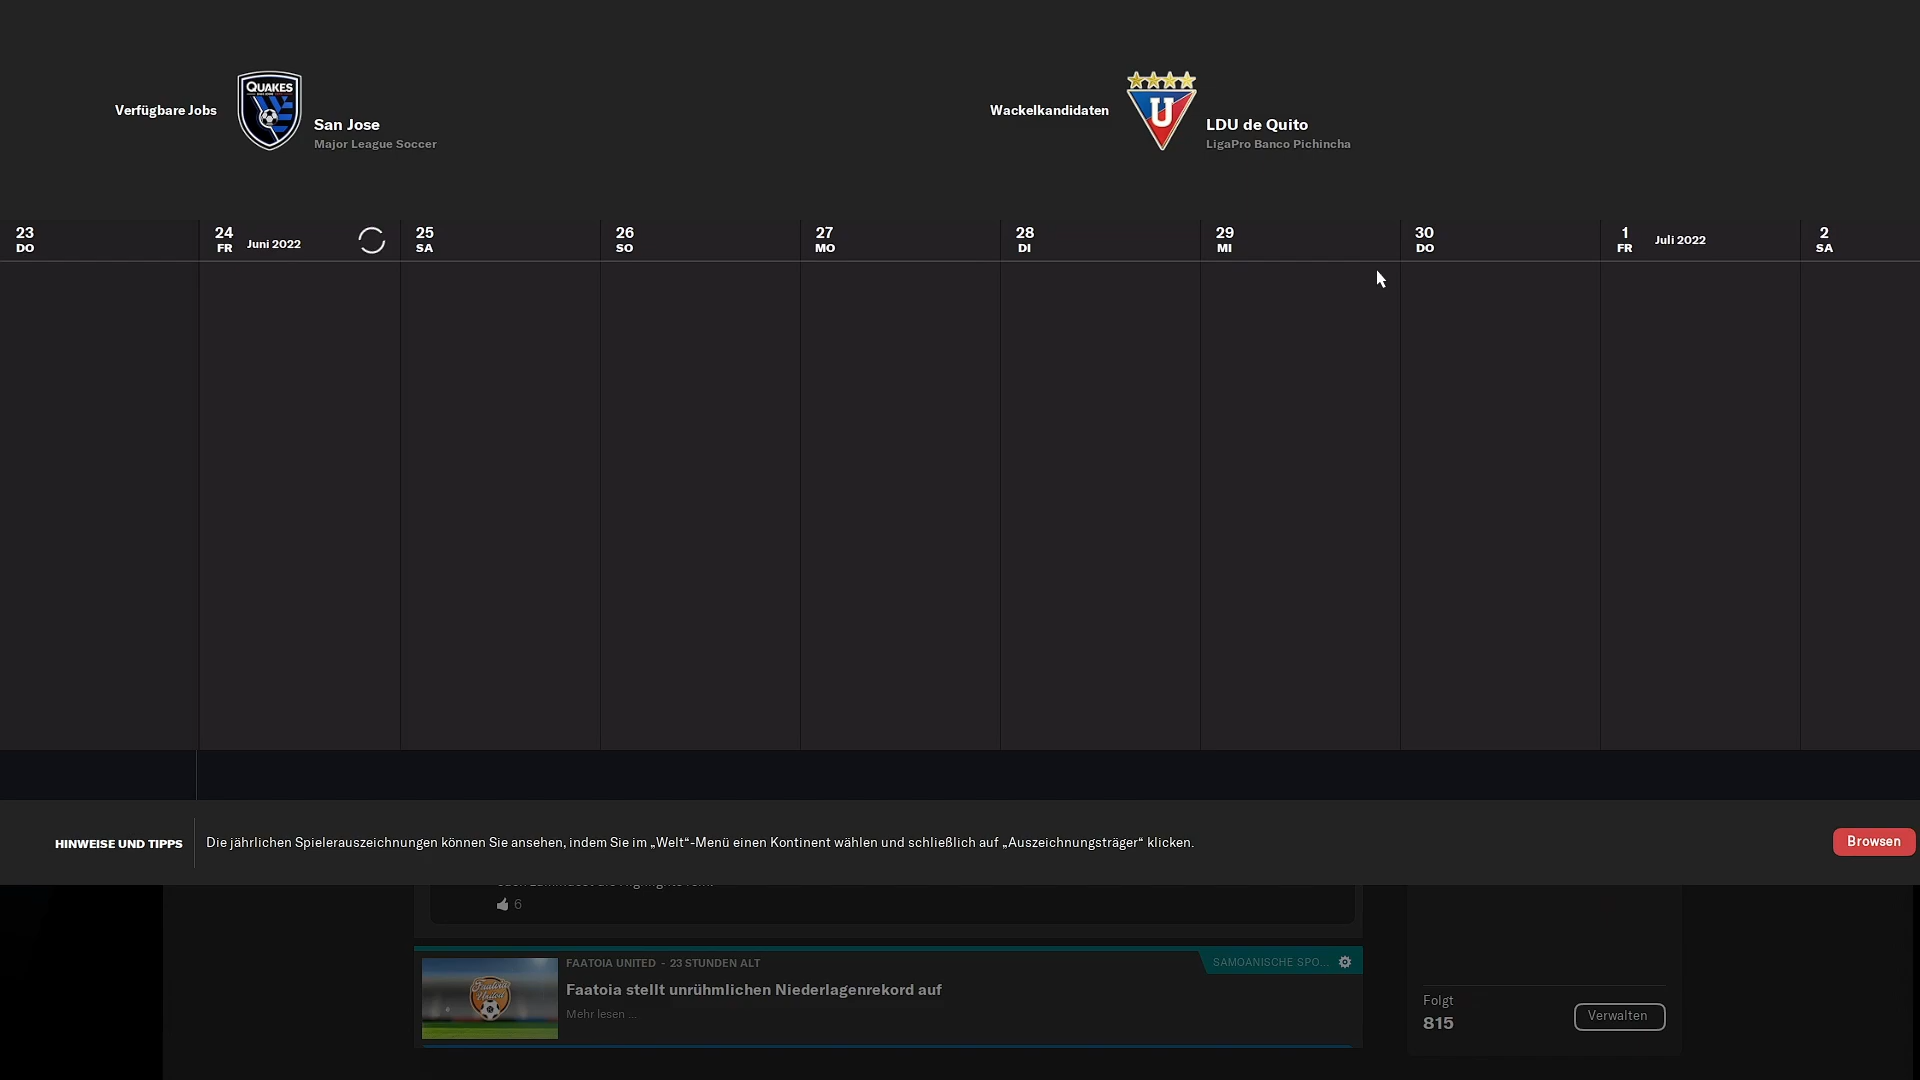 Verfügbare Jobs
QUAKES
San Jose
Major League Soccer
Wackelkandidaten
U
LDU de Quito
LigaPro Banco Pichincha
23
DO
24
FR
Juni 2022
25
SA
26
SO
27
MO
28
DI
29
MI
30
DO
1
FR
Juli 2022
2
SA
HINWEISE UND TIPPS
Die jährlichen Spielerauszeichnungen können Sie ansehen, indem Sie im „Welt“-Menü einen Kontinent wählen und schließlich auf „Auszeichnungsträger“ klicken.
Browsen
6
FAATOIA UNITED - 23 STUNDEN ALT
SAMOANISCHE SPO...
Faatoia stellt unrühmlichen Niederlagenrekord auf
Mehr lesen ...
Faatoia
United
Folgt
815
Verwalten